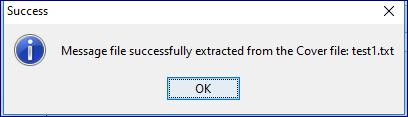 Success
Message file successfully extracted from the Cover file: test1.txt
OK